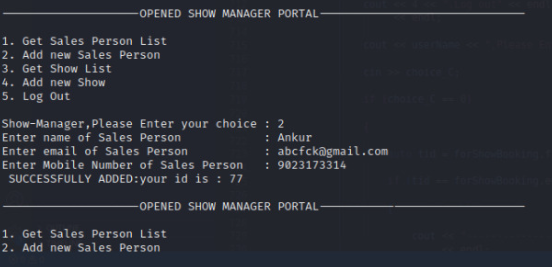 --------------------OPENED SHOW MANAGER PORTAL------------------------------
1. Get Sales Person List
2. Add new Sales Person
3. Get Show List
4. Add new Show
5. Log Out
Show-Manager,Please Enter your choice : 2
Enter name of Sales Person : Ankur
Enter email of Sales Person : abcfck@gmail.com
Enter Mobile Number of Sales Person : 9023173314
SUCCESSFULLY ADDED:your id is : 77
--------------------OPENED SHOW MANAGER PORTAL------------------------------
1. Get Sales Person List
2. Add new Sales Person